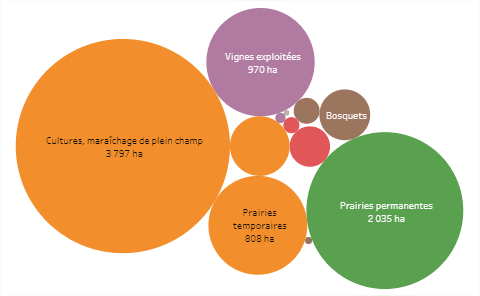 Vignes exploitées
970 ha
Bosquets
Cultures, maraîchage de plein champ
3 797 ha
Prairies permanentes
2 035 ha
Prairies
temporaires
808 ha